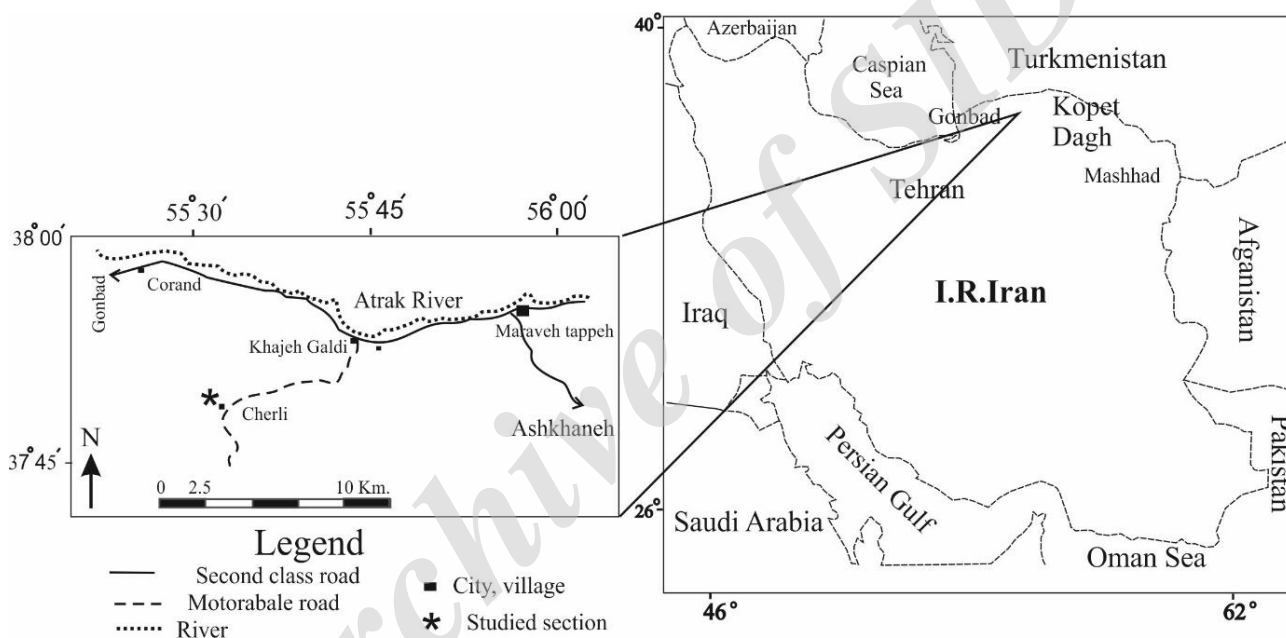 55°30´
55°45´
56°00´
38°00´
37°45´
Gonbad
Corand
Atrak River
Khajeh Galdi
Maraveh tappeh
Cherli
Ashkhaneh
N
0 2.5 10 Km.
Legend
Second class road
Motorabale road
River
City, village
Studied section
40°
26°
46°
62°
Azerbaijan
Caspian
Sea
Turkmenistan
Gonbad
Kopet
Dagh
Mashhad
Tehran
Afganistan
I.R.Iran
Iraq
Persian Gulf
Pakistan
Saudi Arabia
Oman Sea
rchive of SID